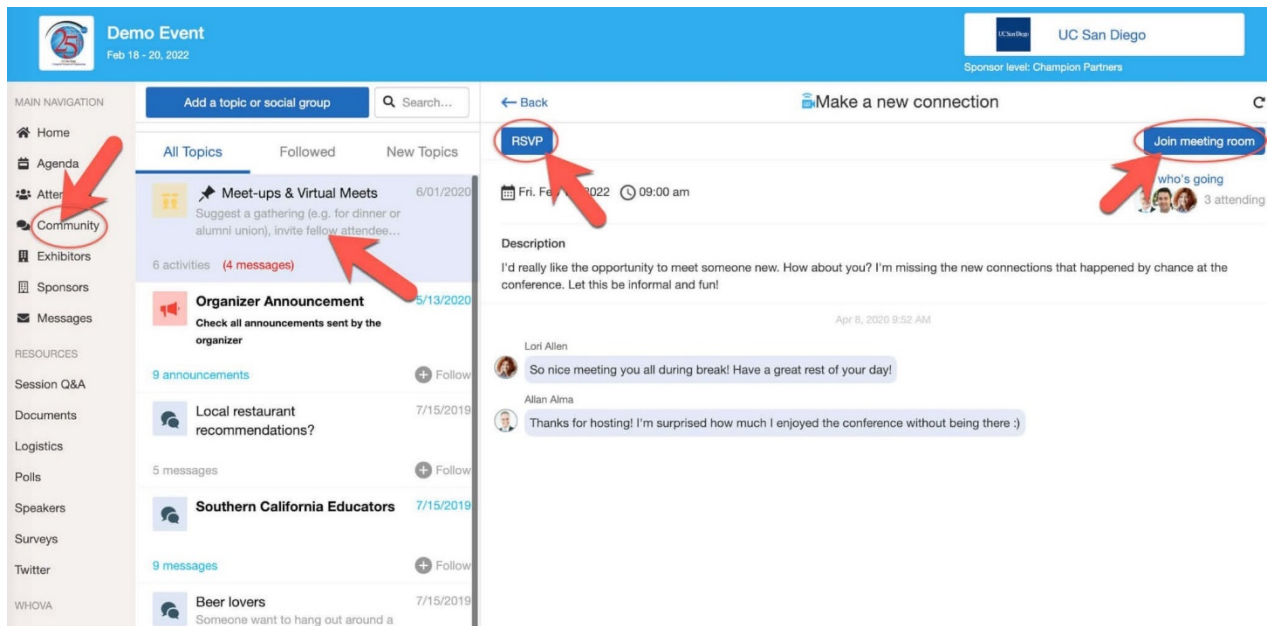 25
Demo Event
Feb 18 - 20, 2022
UC San Diego
UC San Diego
Sponsor level: Champion Partners
MAIN NAVIGATION
Home
Agenda
Atten
Community
Exhibitors
Sponsors
Messages
RESOURCES
Session Q&A
Documents
Logistics
Polls
Speakers
Surveys
Twitter
WHOVA
Add a topic or social group
Search...
All Topics Followed New Topics
Meet-ups & Virtual Meets 6/01/2020
Suggest a gathering (e.g. for dinner or
alumni union), invite fellow attendee...
6 activities (4 messages)
Organizer Announcement 5/13/2020
Check all announcements sent by the
organizer
9 announcements Follow
Local restaurant 7/15/2019
recommendations?
5 messages Follow
Southern California Educators 7/15/2019
9 messages Follow
Beer lovers 7/15/2019
Someone want to hang out around a
Back
Make a new connection
RSVP
Join meeting room
Fri. Fe 2022 09:00 am
who's going
3 attending
Description
I'd really like the opportunity to meet someone new. How about you? I'm missing the new connections that happened by chance at the
conference. Let this be informal and fun!
Apr 8, 2020 9:52 AM
Lori Allen
So nice meeting you all during break! Have a great rest of your day!
Allan Alma
Thanks for hosting! I'm surprised how much I enjoyed the conference without being there :)